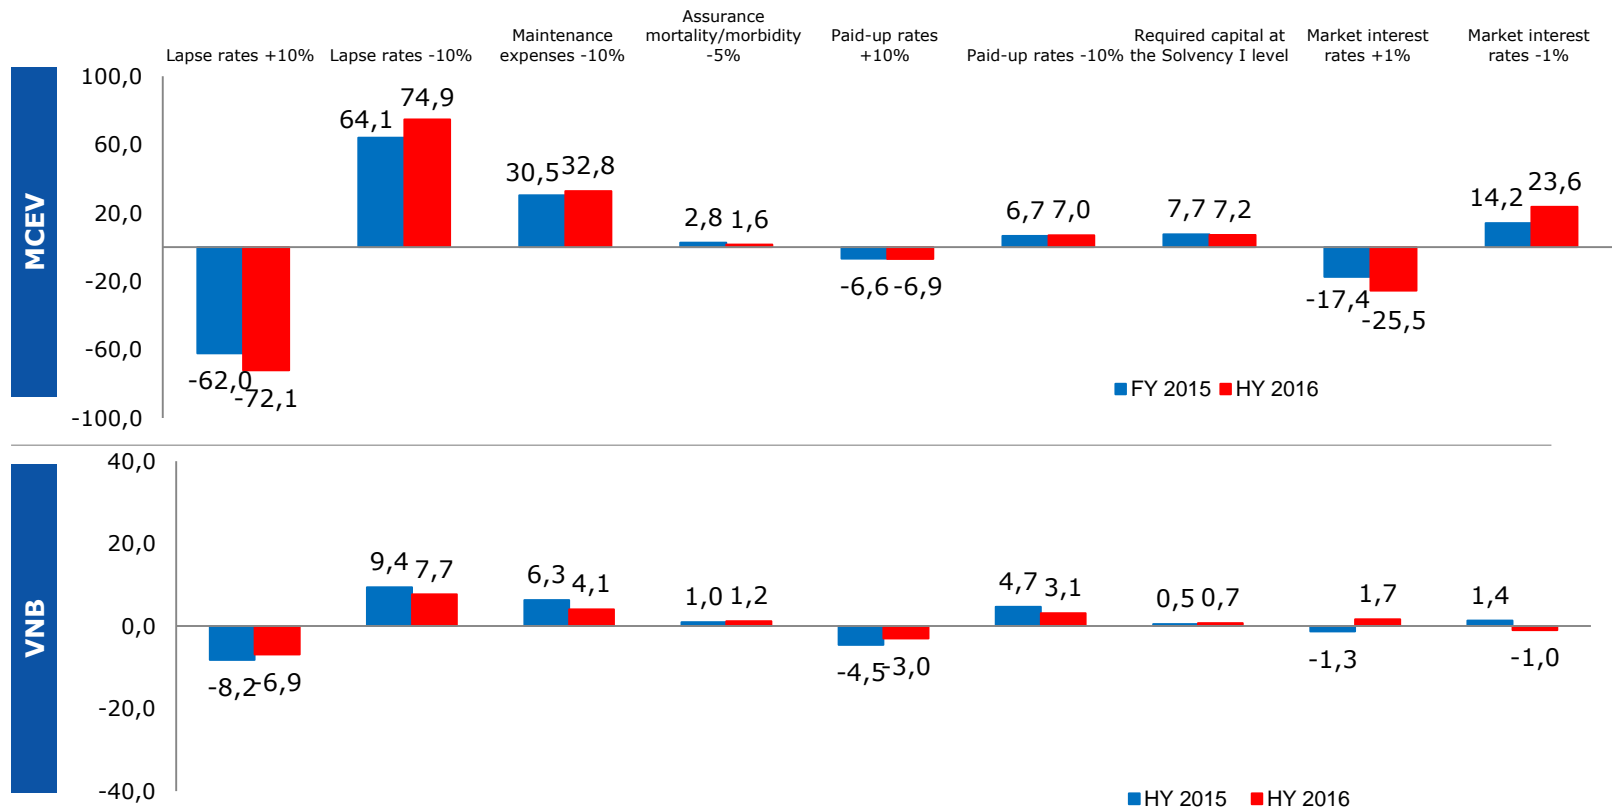 Lapse rates +10%
Lapse rates -10%
Maintenance
expenses -10%
Assurance
mortality/morbidity
-5%
Paid-up rates
+10%
Paid-up rates -10%
Required capital at
the Solvency I level
Market interest
rates +1%
Market interest
rates -1%
MCEV
100,0
60,0
20,0
-20,0
-60,0
-100,0
-62,0
-72,1
64,1
74,9
30,5
32,8
2,8
1,6
-6,6
-6,9
6,7
7,0
7,7
7,2
-17,4
-25,5
14,2
23,6
FY 2015
HY 2016
VNB
40,0
20,0
0,0
-20,0
-40,0
-8,2
-6,9
9,4
7,7
6,3
4,1
1,0
1,2
-4,5
-3,0
4,7
3,1
0,5
0,7
-1,3
1,7
1,4
-1,0
HY 2015
HY 2016